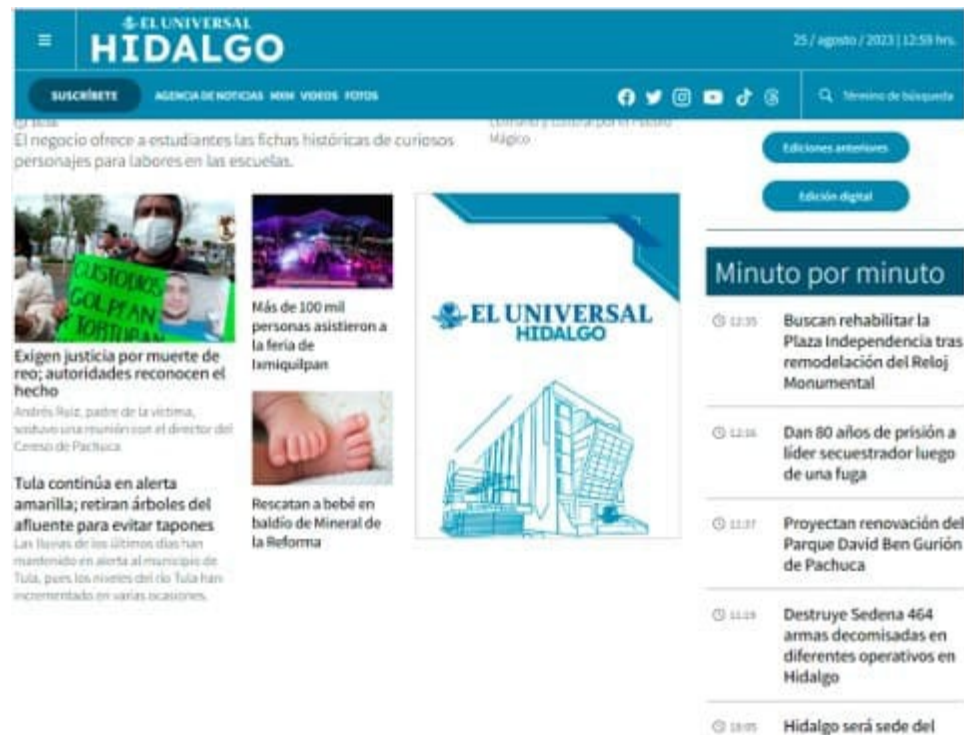 EL UNIVERSAL
HIDALGO
25 / agosto / 2023 | 12:59 hrs.
SUSCRÍBETE
AGENCIA DE NOTICIAS MXM VIDEOS FOTOS
Término de búsqueda
El negocio ofrece a estudiantes las fichas históricas de curiosos
personajes para labores en las escuelas.
Mágico
CUSTODIOS
GOLPEAN
Y TORTURAN
Exigen justicia por muerte de
reo; autoridades reconocen el
hecho
Andrés Ruiz, padre de la víctima,
sostuvo una reunión con el director del
Cereso de Pachuca
Tula continúa en alerta
amarilla; retiran árboles del
afluente para evitar tapones
Las lluvias de los últimos días han
mantenido en alerta al municipio de
Tula, pues los niveles del río Tula han
incrementado en varias ocasiones.
Más de 100 mil
personas asistieron a
la feria de
Ixmiquilpan
Rescatan a bebé en
baldío de Mineral de
la Reforma
EL UNIVERSAL
HIDALGO
Ediciones anteriores
Edición digital
Minuto por minuto
12:35
Buscan rehabilitar la
Plaza Independencia tras
remodelación del Reloj
Monumental
Dan 80 años de prisión a
líder secuestrador luego
de una fuga
11:37
Proyectan renovación del
Parque David Ben Gurión
de Pachuca
11:19
Destruye Sedena 464
armas decomisadas en
diferentes operativos en
Hidalgo
Hidalgo será sede del